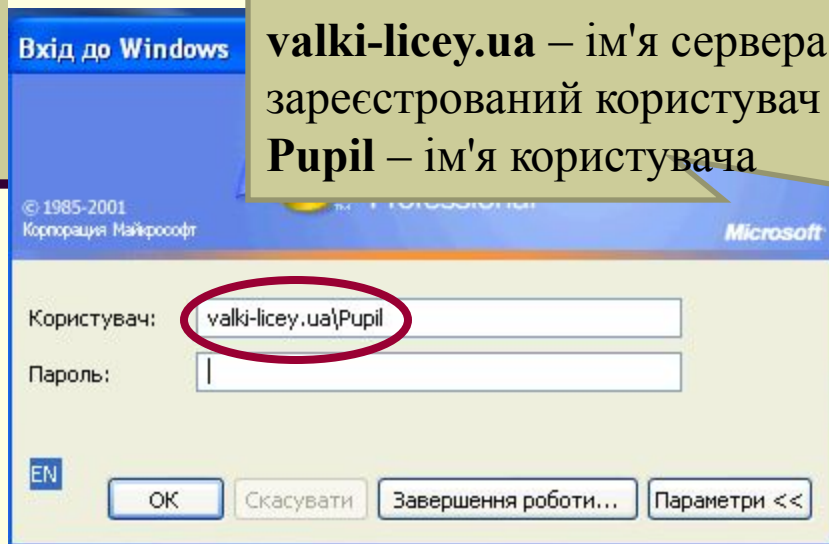 Вхід до Windows
valki-licey.ua – ім'я сервера
зареєстрований користувач
Pupil – ім'я користувача
© 1985-2001
Корпорация Майкрософт
Professional
Microsoft
Користувач: valki-licey.ua\Pupil
Пароль:
EN
OK Скасувати Завершення роботи... Параметри <<